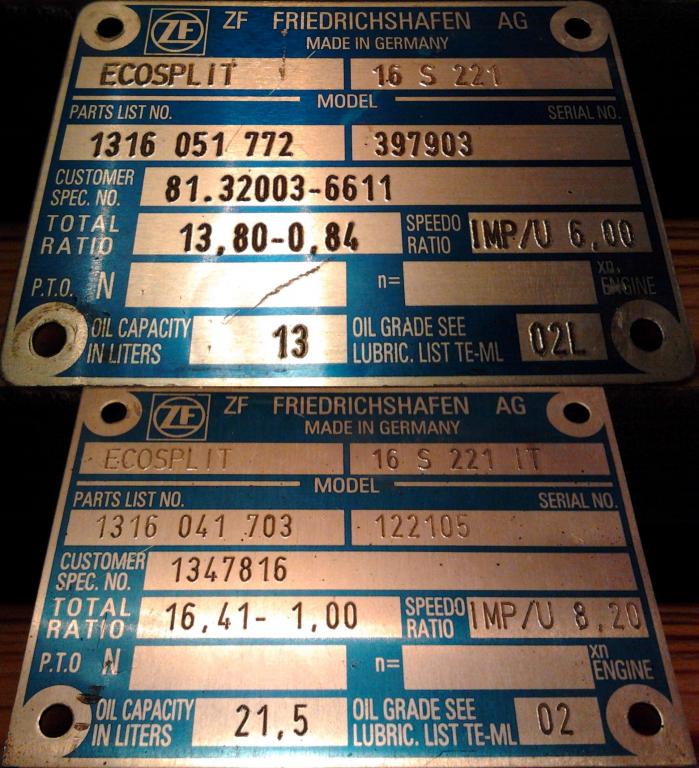 ZF ZF FRIEDRICHSHAFEN AG
MADE IN GERMANY
ECOSPLIT 16 S 221
MODEL
PARTS LIST NO. SERIAL NO.
1316 051 772 397903
CUSTOMER SPEC. NO. 81.32003-6611
TOTAL RATIO 13,80-0,84 SPEEDO RATIO IMP/U 6,00
P.T.O. N n= xn, ENGINE
OIL CAPACITY IN LITERS 13 OIL GRADE SEE LUBRIC. LIST TE-ML 02L
ZF ZF FRIEDRICHSHAFEN AG
MADE IN GERMANY
ECOSPLIT 16 S 221 IT
MODEL
PARTS LIST NO. SERIAL NO.
1316 041 703 122105
CUSTOMER SPEC. NO. 1347816
TOTAL RATIO 16,41- 1,00 SPEEDO RATIO IMP/U 8,20
P.T.O N n= xn ENGINE
OIL CAPACITY IN LITERS 21,5 OIL GRADE SEE LUBRIC. LIST TE-ML 02